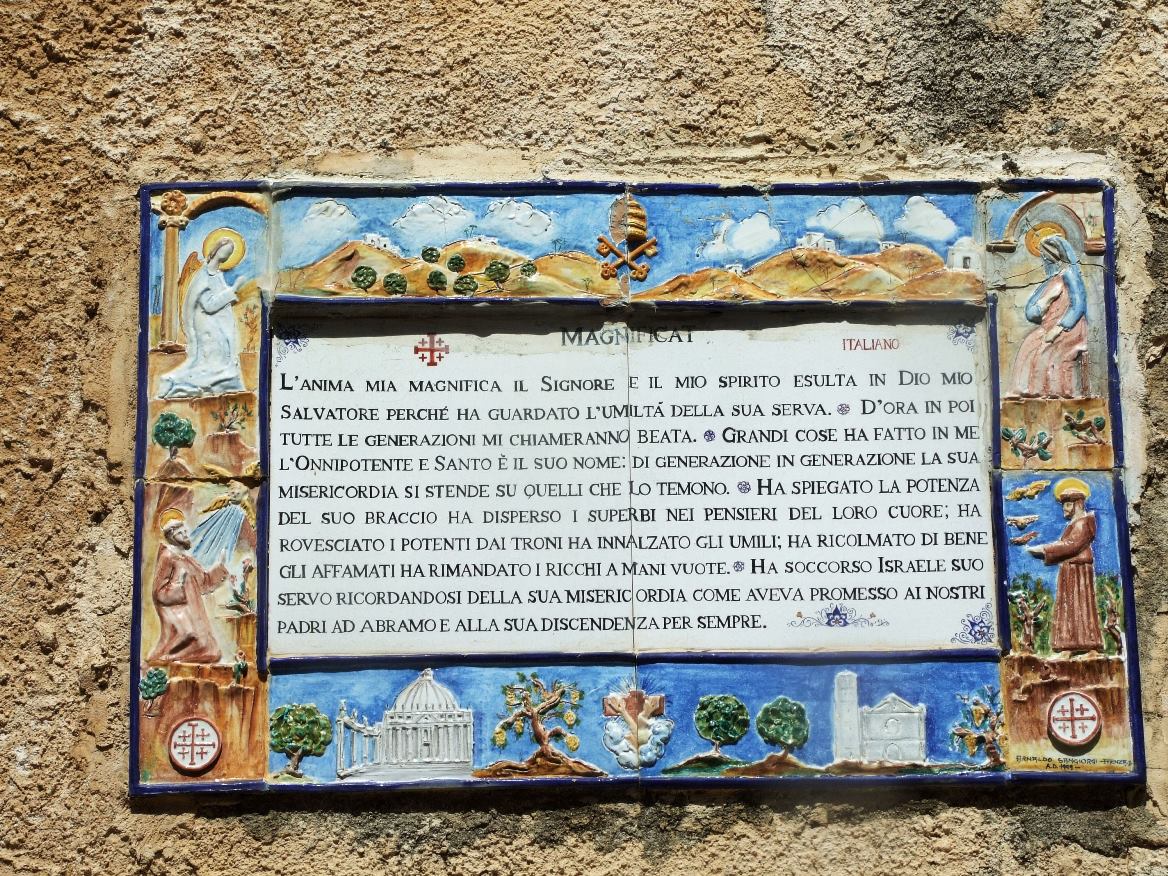 Magnificat
ITALIANO
L'anima mia magnifica il Signore e il mio spirito esulta in Dio mio
Salvatore perché ha guardato l'umiltá della sua serva. D'ora in poi
tutte le generazioni mi chiameranno beata. Grandi cose ha fatto in me
l'Onnipotente e Santo è il suo nome: di generazione in generazione la sua
misericordia si stende su quelli che lo temono. Ha spiegato la potenza
del suo braccio ha disperso i superbi nei pensieri del loro cuore; ha
rovesciato i potenti dai troni ha innalzato gli umili; ha ricolmato di bene
gli affamati ha rimandato i ricchi a mani vuote. Ha soccorso Israele suo
servo ricordandosi della sua misericordia come aveva promesso ai nostri
padri ad Abramo e alla sua discendenza per sempre.
A.D.